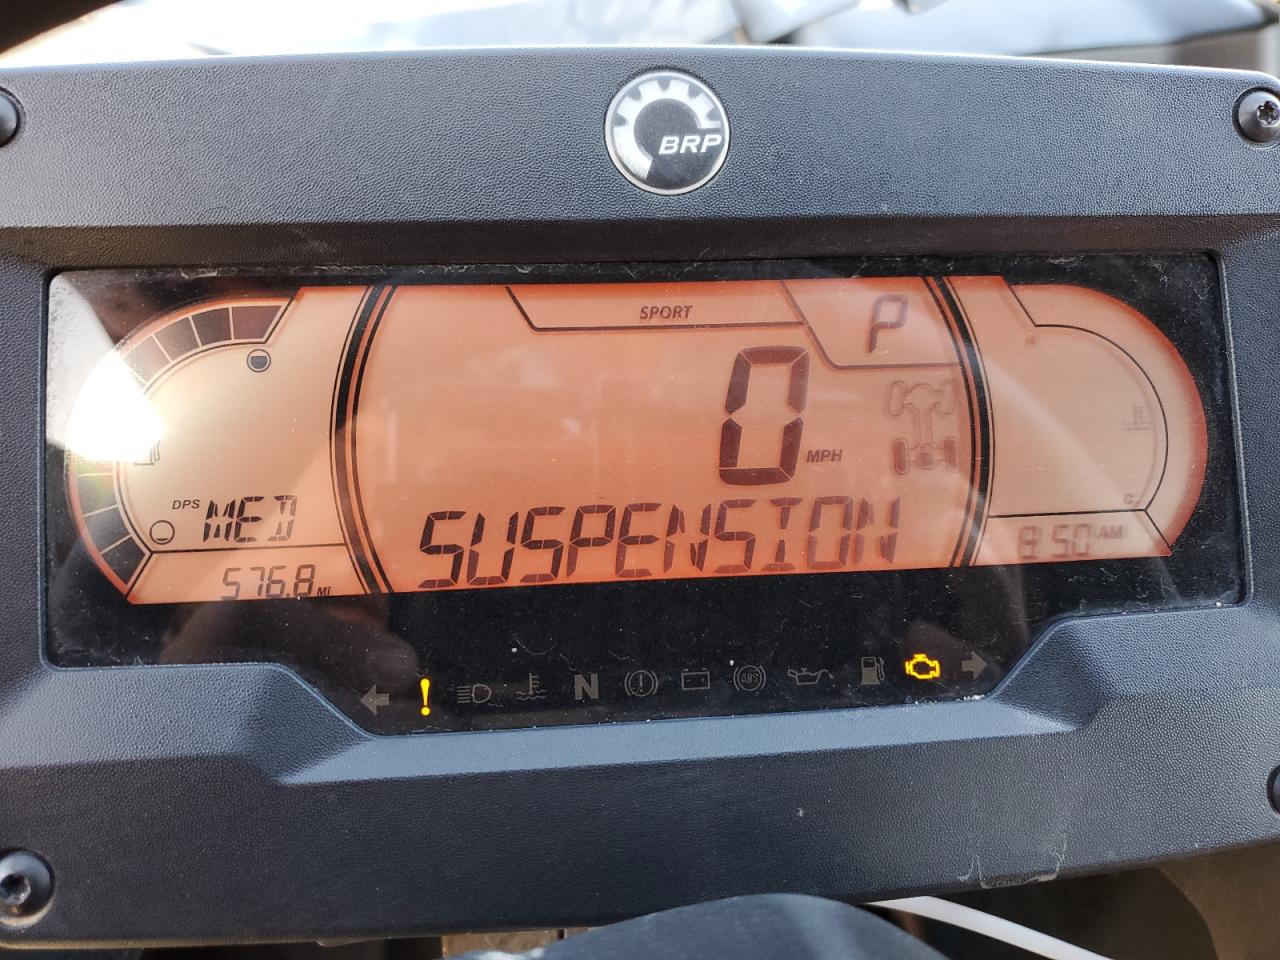 BRP
SPORT
P
0 MPH
DPS MED
SUSPENSION
576.8 MI
8:50 AM
N
ABS